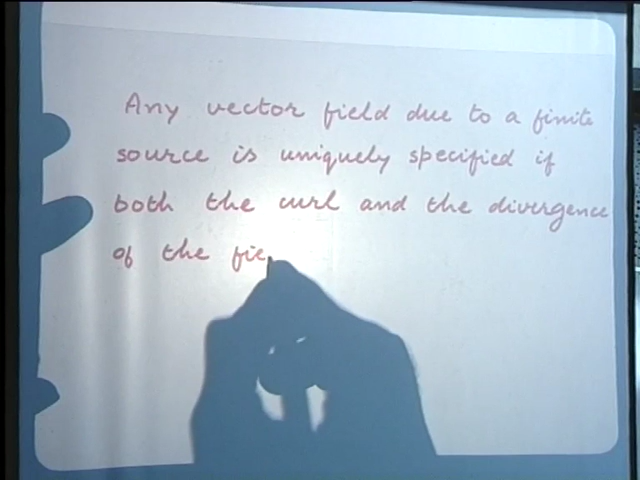 Any vector field due to a finite
source is uniquely specified if
both the curl and the divergence
of the fie